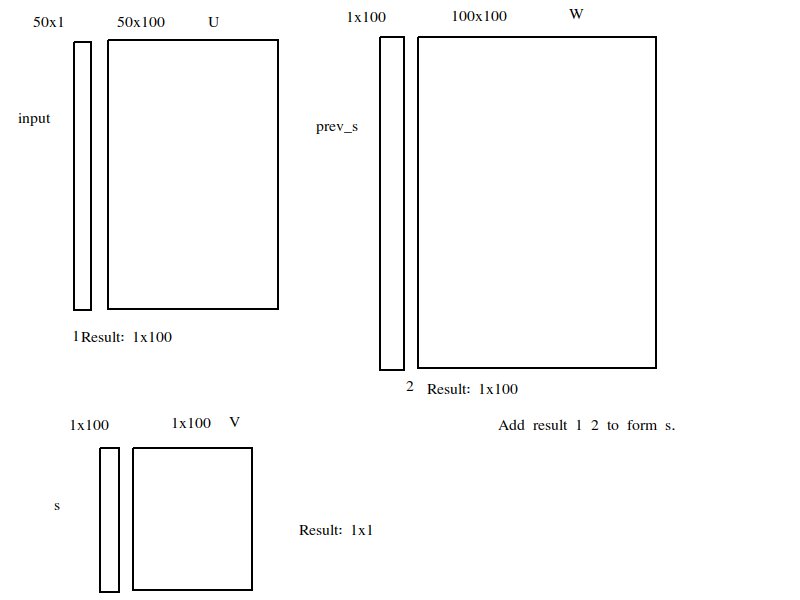 50x1 50x100 U
input
1 Result: 1x100
1x100 100x100 W
prev_s
2 Result: 1x100
Add result 1 2 to form s.
1x100 1x100 V
s
Result: 1x1